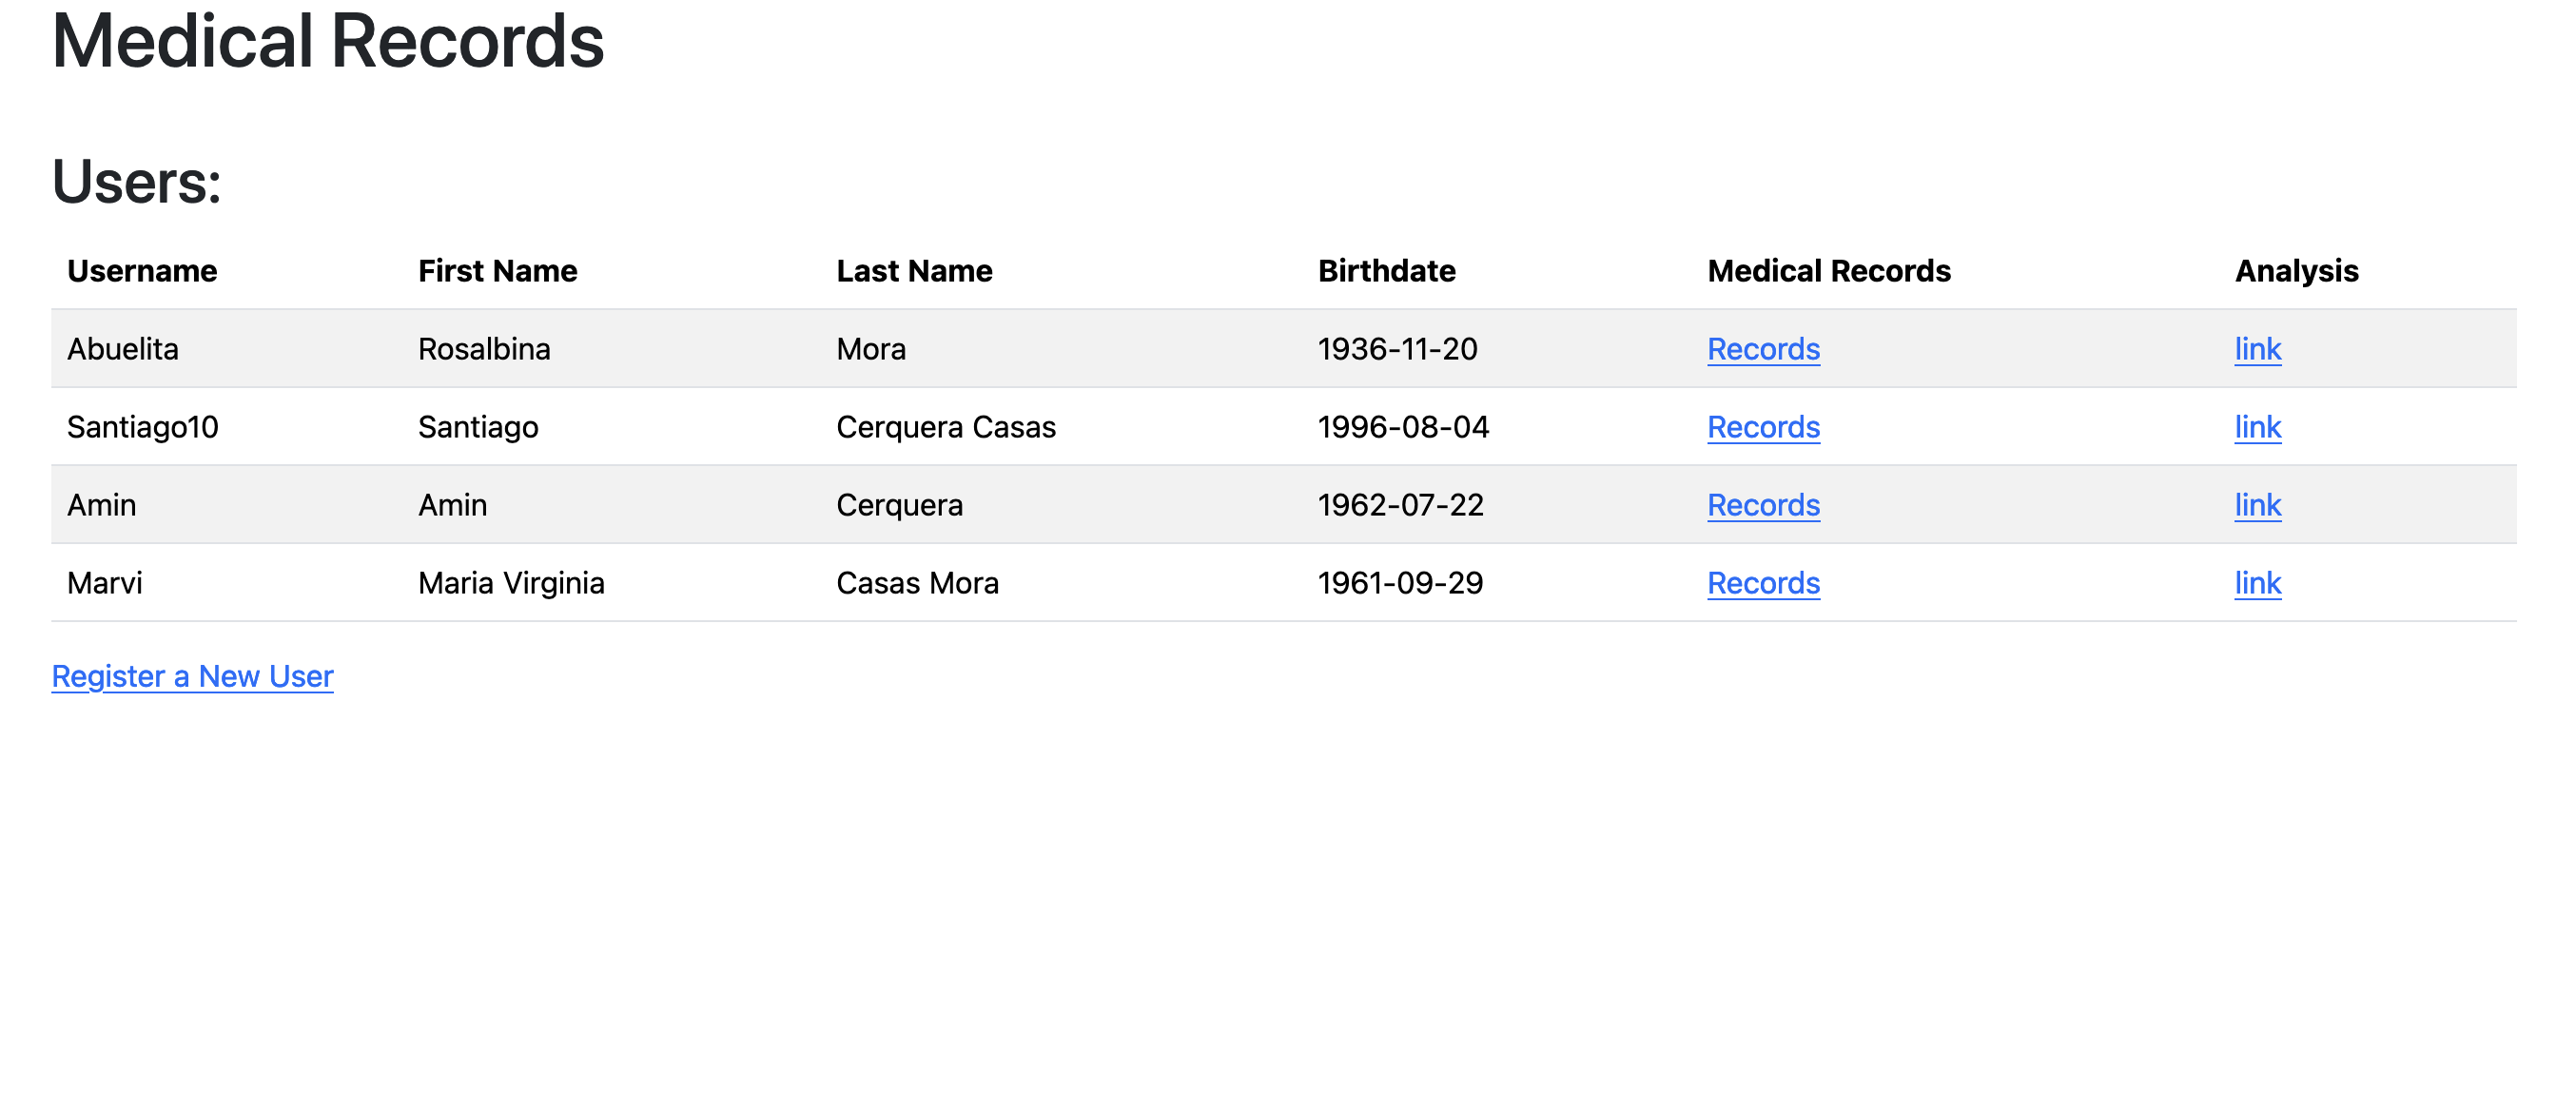 Medical Records
Users:
Username First Name Last Name Birthdate Medical Records Analysis
Abuelita Rosalbina Mora 1936-11-20 Records link
Santiago10 Santiago Cerquera Casas 1996-08-04 Records link
Amin Amin Cerquera 1962-07-22 Records link
Marvi Maria Virginia Casas Mora 1961-09-29 Records link
Register a New User